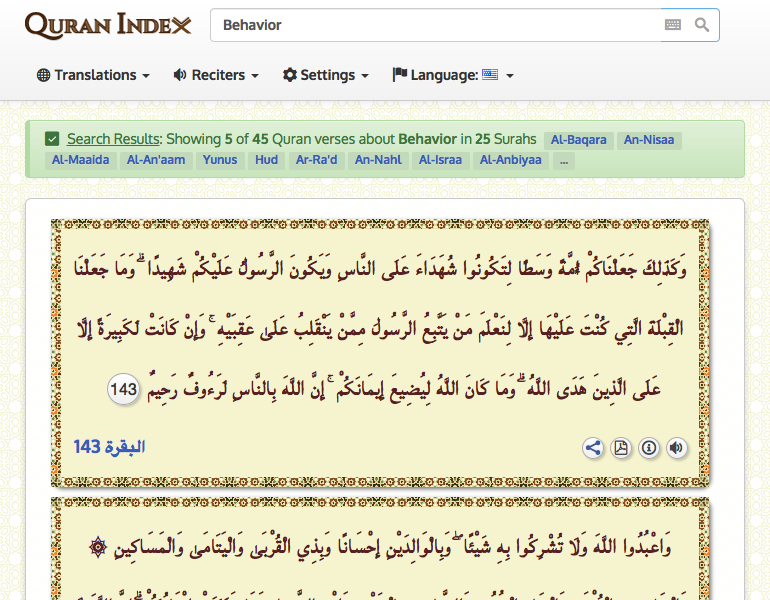 QURAN INDEX
Behavior
Translations Reciters Settings Language:
Search Results: Showing 5 of 45 Quran verses about Behavior in 25 Surahs Al-Baqara An-Nisaa
Al-Maaida Al-An'aam Yunus Hud Ar-Ra'd An-Nahl Al-Israa Al-Anbiyaa ...
وَكَذَٰلِكَ جَعَلْنَاكُمْ أُمَّةً وَسَطًا لِتَكُونُوا شُهَدَاءَ عَلَى النَّاسِ وَيَكُونَ الرَّسُولُ عَلَيْكُمْ شَهِيدًا ۗ وَمَا جَعَلْنَا
الْقِبْلَةَ الَّتِي كُنْتَ عَلَيْهَا إِلَّا لِنَعْلَمَ مَنْ يَتَّبِعُ الرَّسُولَ مِمَّنْ يَنْقَلِبُ عَلَىٰ عَقِبَيْهِ ۚ وَإِنْ كَانَتْ لَكَبِيرَةً إِلَّا
عَلَى الَّذِينَ هَدَى اللَّهُ ۗ وَمَا كَانَ اللَّهُ لِيُضِيعَ إِيمَانَكُمْ ۚ إِنَّ اللَّهَ بِالنَّاسِ لَرَءُوفٌ رَحِيمٌ 143
البقرة 143
۞ وَاعْبُدُوا اللَّهَ وَلَا تُشْرِكُوا بِهِ شَيْئًا ۖ وَبِالْوَالِدَيْنِ إِحْسَانًا وَبِذِي الْقُرْبَىٰ وَالْيَتَامَىٰ وَالْمَسَاكِينِ